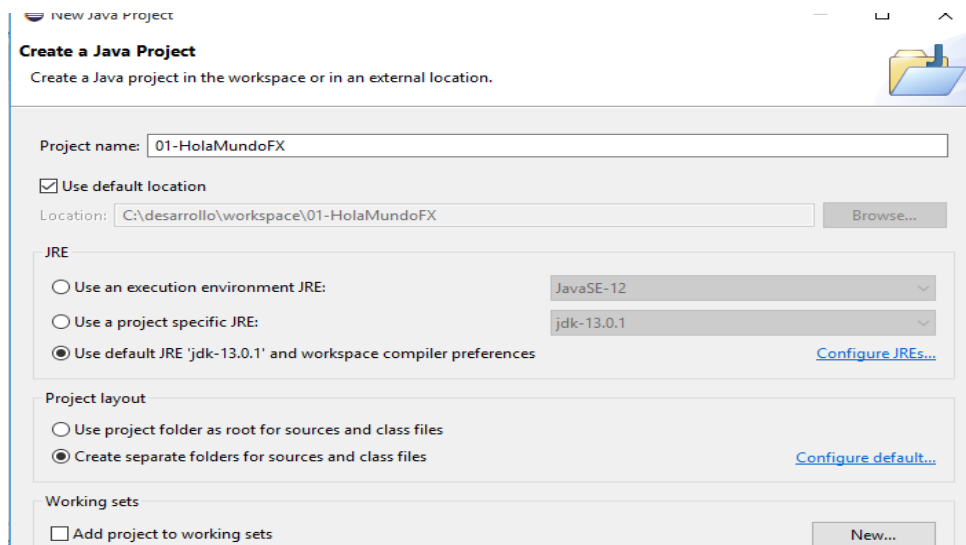 New Java Project
Create a Java Project
Create a Java project in the workspace or in an external location.
Project name: 01-HolaMundoFX
Use default location
Location: C:\desarrollo\workspace\01-HolaMundoFX Browse...
JRE
Use an execution environment JRE: JavaSE-12
Use a project specific JRE: jdk-13.0.1
Use default JRE 'jdk-13.0.1' and workspace compiler preferences Configure JREs...
Project layout
Use project folder as root for sources and class files
Create separate folders for sources and class files Configure default...
Working sets
Add project to working sets New...